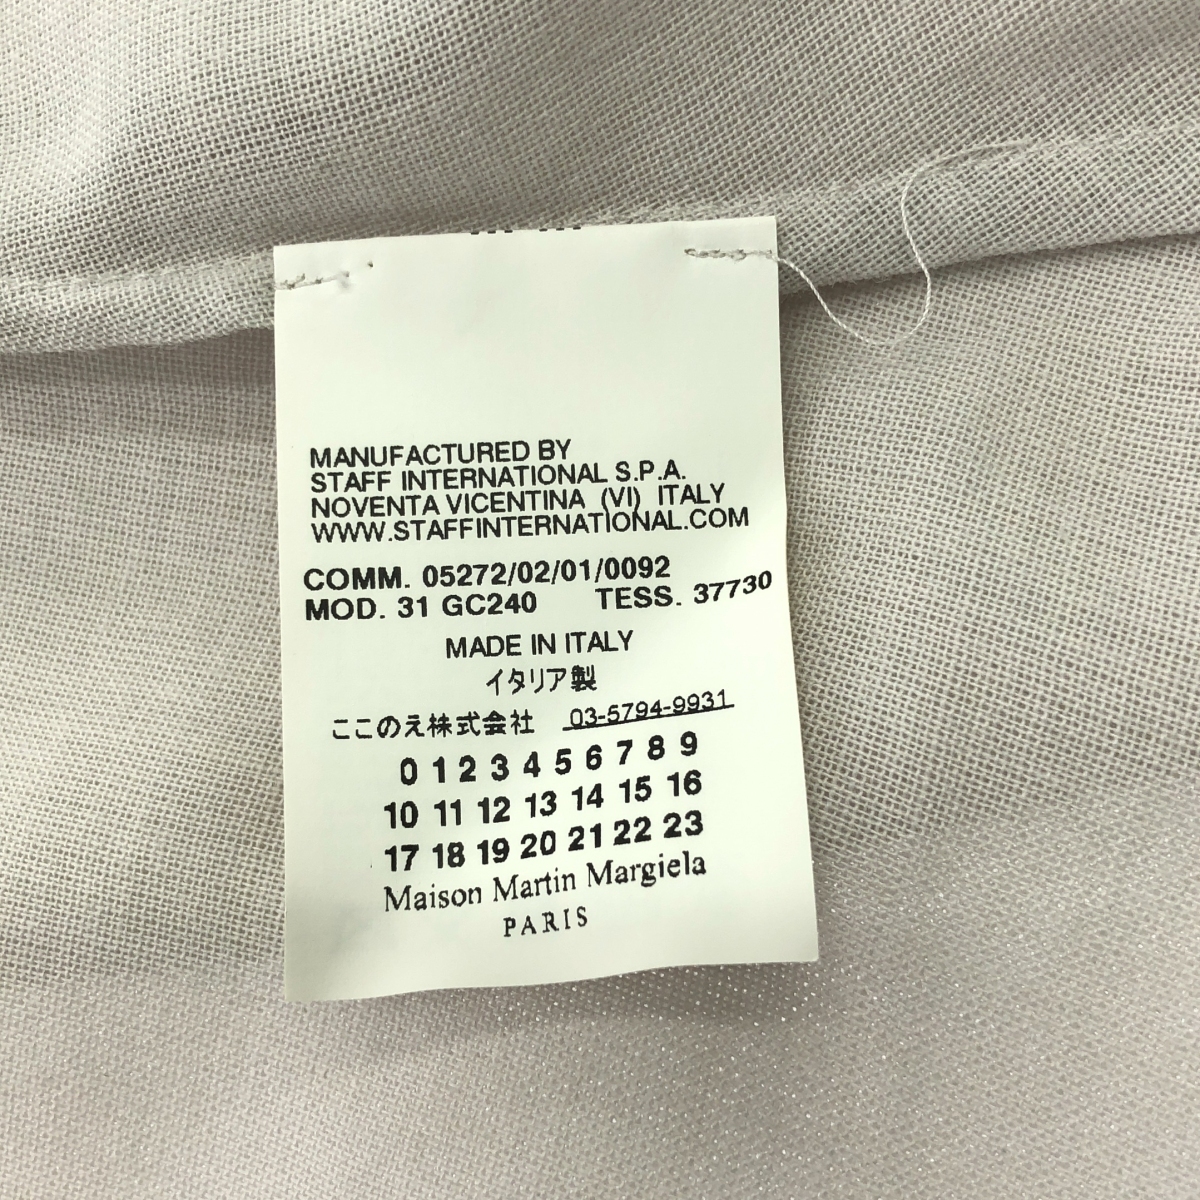 MANUFACTURED BY
STAFF INTERNATIONAL S.P.A.
NOVENTA VICENTINA (VI) ITALY
WWW.STAFFINTERNATIONAL.COM
COMM. 05272/02/01/0092
MOD. 31 GC240 TESS. 37730
MADE IN ITALY
イタリア製
ここのえ株式会社 03-5794-9931
0 1 2 3 4 5 6 7 8 9
10 11 12 13 14 15 16
17 18 19 20 21 22 23
Maison Martin Margiela
PARIS